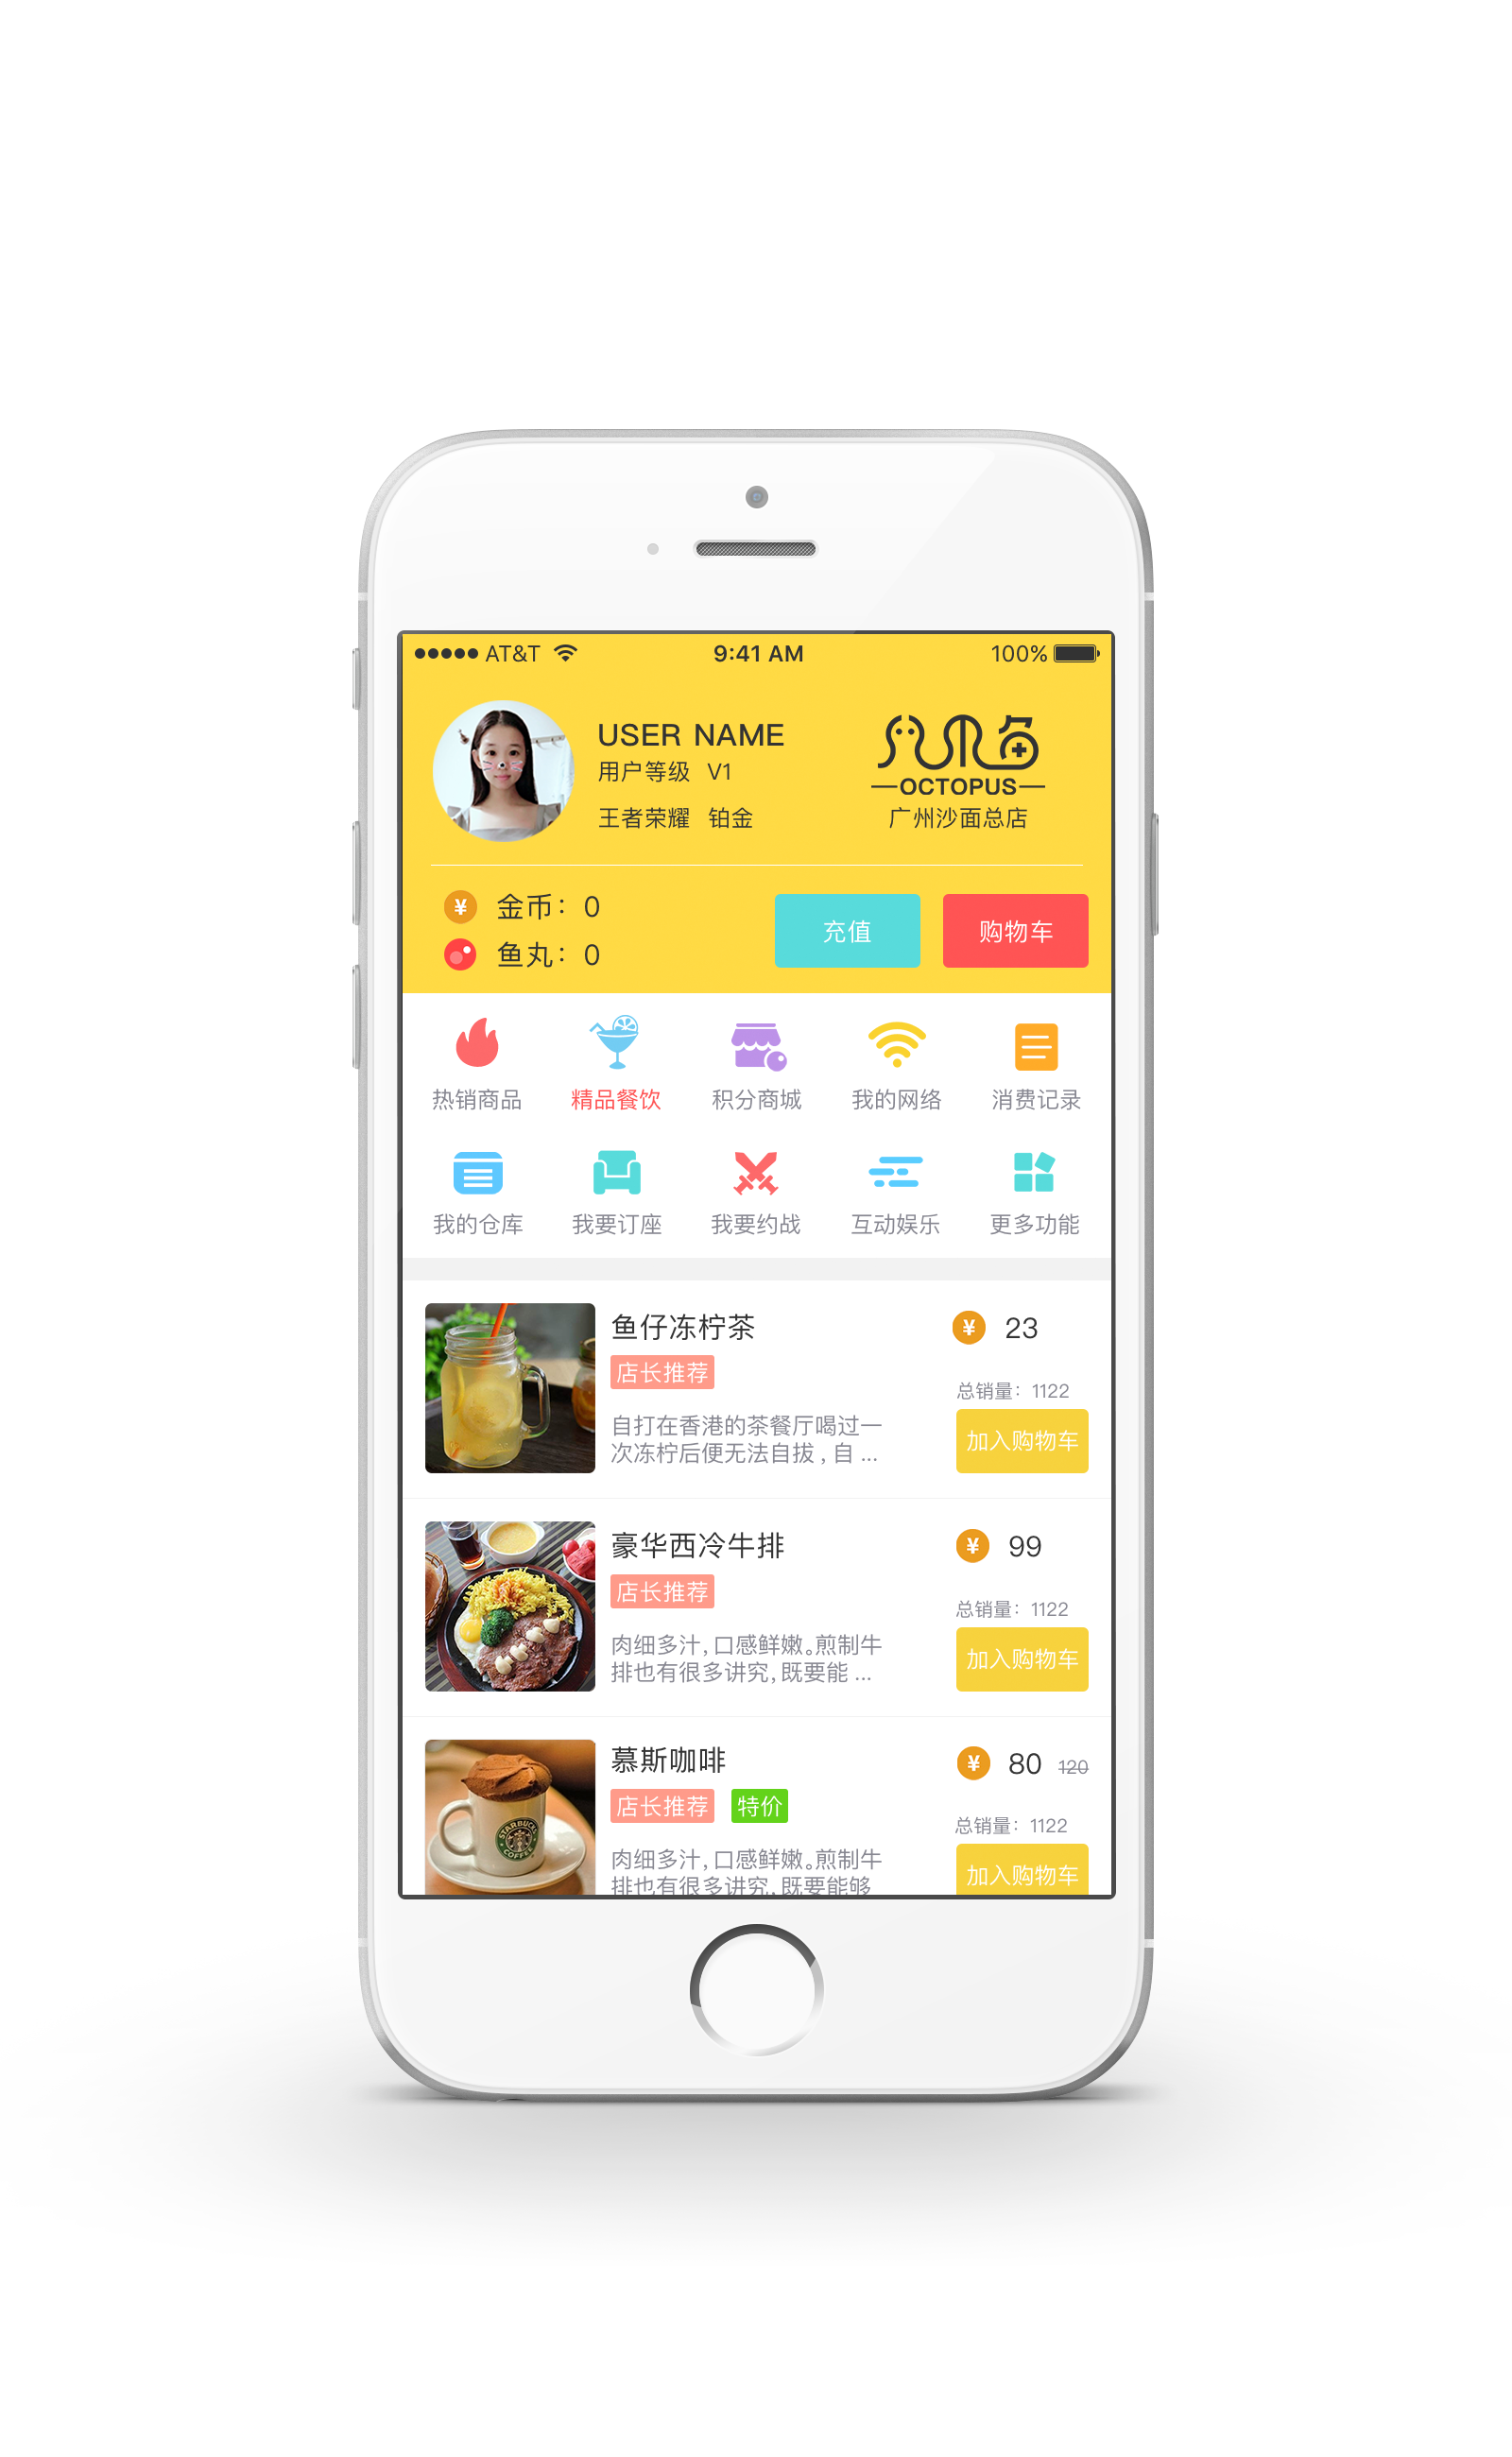 AT&T 9:41 AM 100%
USER NAME
用户等级 V1
王者荣耀 铂金
八爪鱼
OCTOPUS
广州沙面总店
¥ 金币：0
鱼丸：0
充值 购物车
热销商品 精品餐饮 积分商城 我的网络 消费记录
我的仓库 我要订座 我要约战 互动娱乐 更多功能
鱼仔冻柠茶 ¥ 23
店长推荐
总销量：1122
自打在香港的茶餐厅喝过一
次冻柠后便无法自拔，自 ...
加入购物车
豪华西冷牛排 ¥ 99
店长推荐
总销量：1122
肉细多汁，口感鲜嫩。煎制牛
排也有很多讲究，既要能 ...
加入购物车
慕斯咖啡 ¥ 80 120
店长推荐 特价
总销量：1122
STARBUCKS
COFFEE
肉细多汁，口感鲜嫩。煎制牛
排也有很多讲究，既要能够
加入购物车